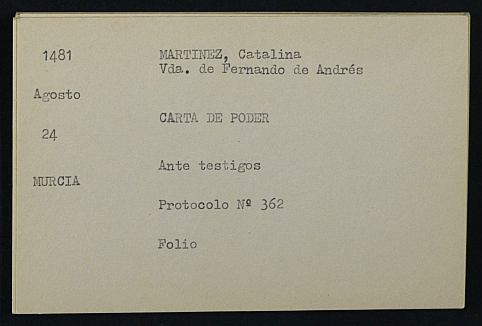 1481
MARTINEZ, Catalina
Vda. de Fernando de Andrés
Agosto
CARTA DE PODER
24
Ante testigos
MURCIA
Protocolo Nº 362
Folio